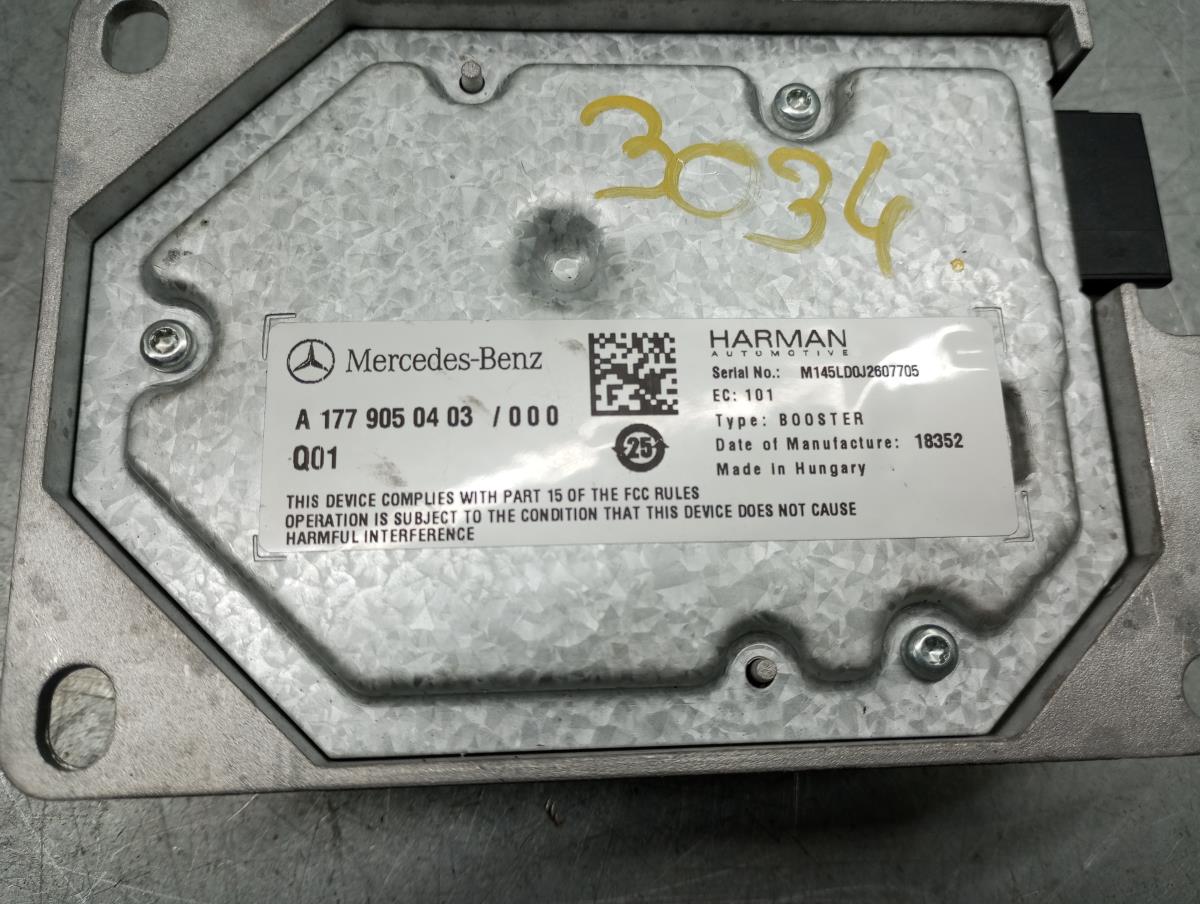 3034
Mercedes-Benz
A 177 905 04 03 / 000
Q01
25
HARMAN
AUTOMOTIVE
Serial No.: M145LD0J2607705
EC: 101
Type: BOOSTER
Date of Manufacture: 18352
Made in Hungary
THIS DEVICE COMPLIES WITH PART 15 OF THE FCC RULES
OPERATION IS SUBJECT TO THE CONDITION THAT THIS DEVICE DOES NOT CAUSE
HARMFUL INTERFERENCE